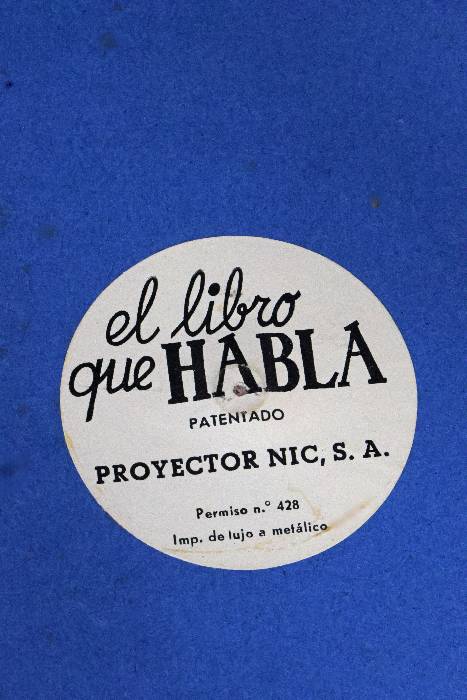 el libro
que HABLA
PATENTADO
PROYECTOR NIC, S. A.
Permiso n.º 428
Imp. de lujo a metálico